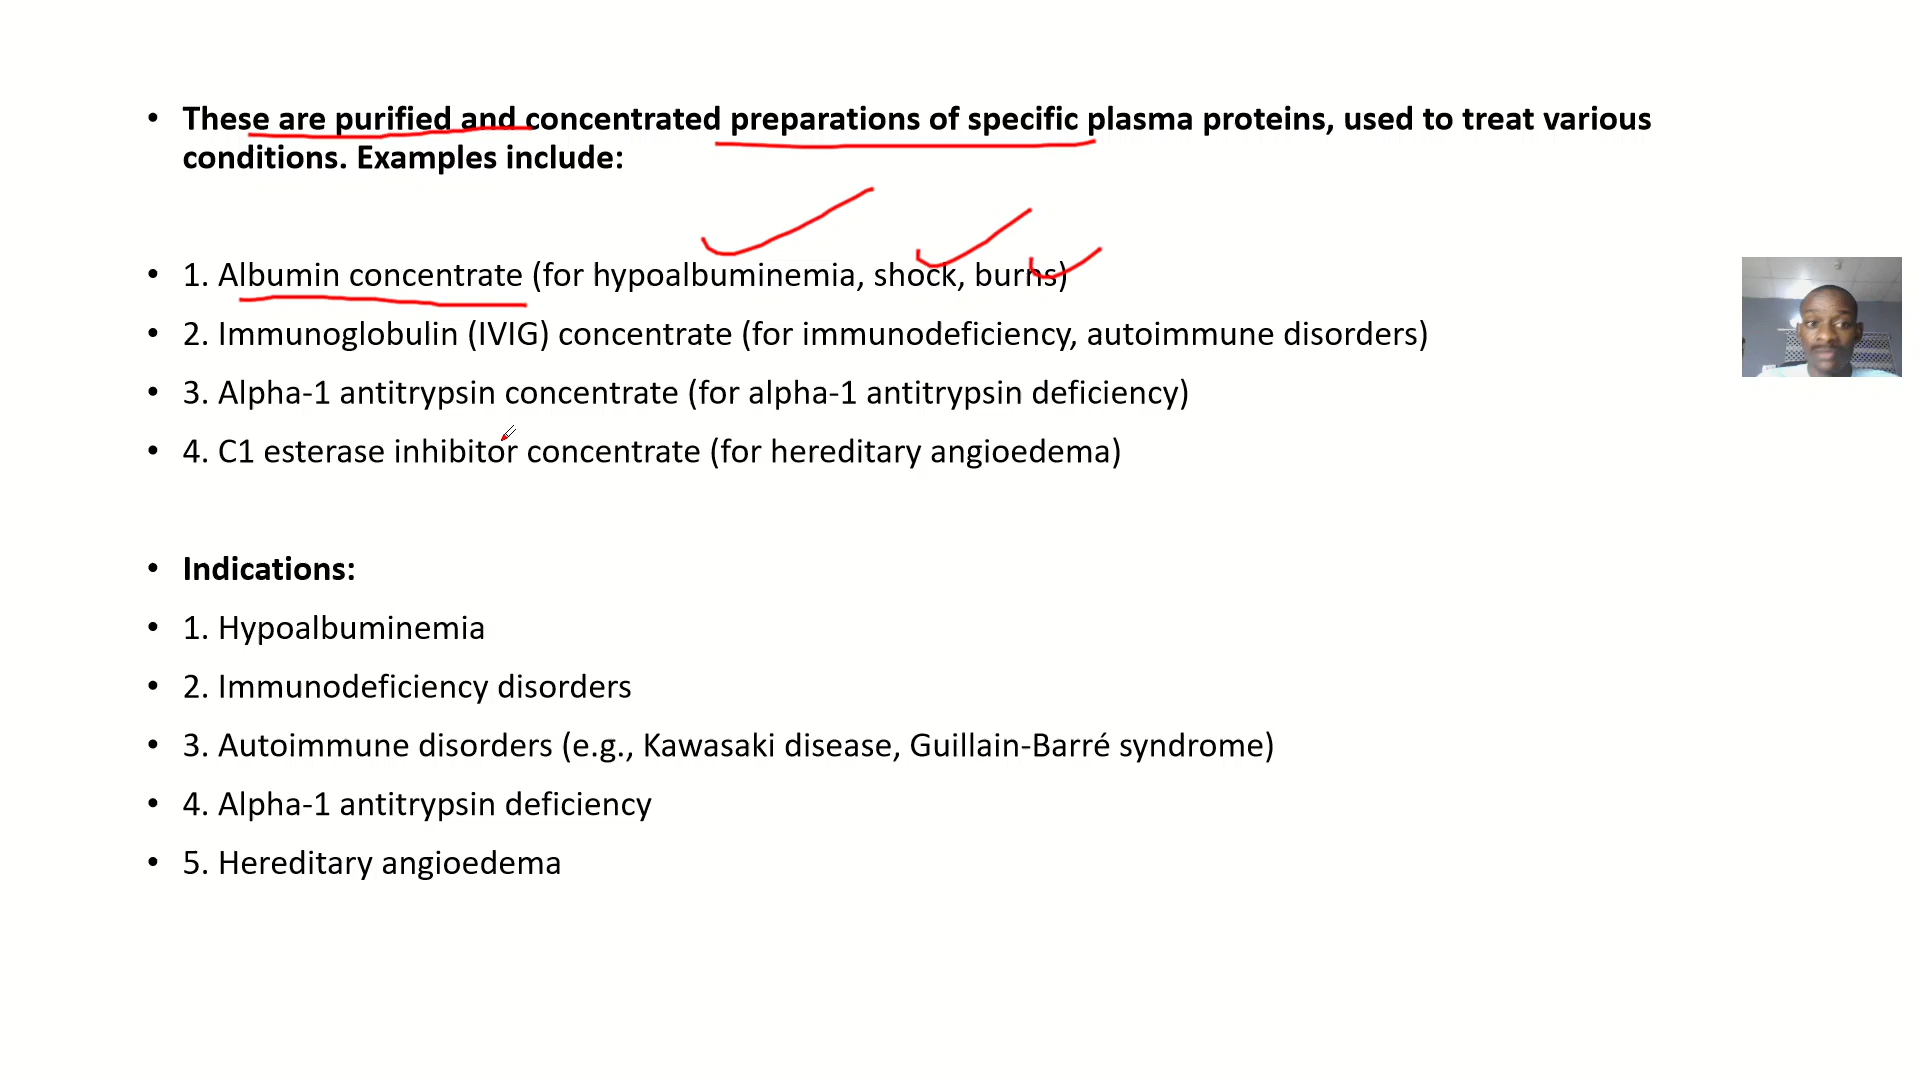 • These are purified and concentrated preparations of specific plasma proteins, used to treat various
conditions. Examples include:
• 1. Albumin concentrate (for hypoalbuminemia, shock, burns)
• 2. Immunoglobulin (IVIG) concentrate (for immunodeficiency, autoimmune disorders)
• 3. Alpha-1 antitrypsin concentrate (for alpha-1 antitrypsin deficiency)
• 4. C1 esterase inhibitor concentrate (for hereditary angioedema)
• Indications:
• 1. Hypoalbuminemia
• 2. Immunodeficiency disorders
• 3. Autoimmune disorders (e.g., Kawasaki disease, Guillain-Barré syndrome)
• 4. Alpha-1 antitrypsin deficiency
• 5. Hereditary angioedema